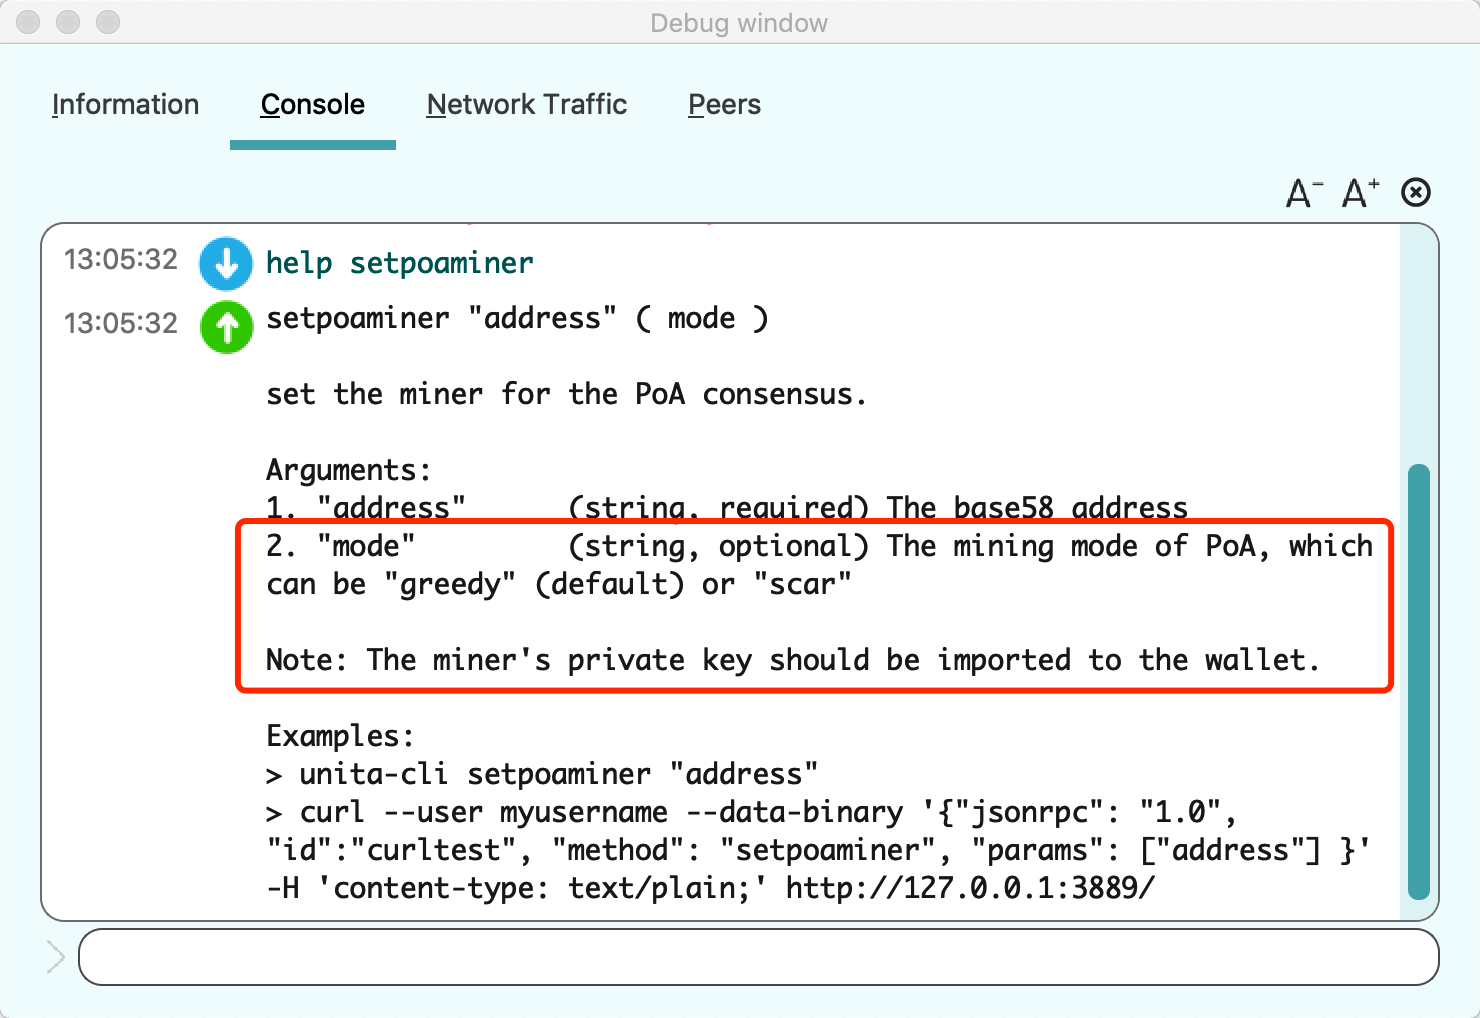 Debug window
Information Console Network Traffic Peers
A⁻ A⁺
13:05:32 help setpoaminer
13:05:32 setpoaminer "address" ( mode )
set the miner for the PoA consensus.
Arguments:
1. "address" (string, required) The base58 address
2. "mode" (string, optional) The mining mode of PoA, which
can be "greedy" (default) or "scar"
Note: The miner's private key should be imported to the wallet.
Examples:
> unita-cli setpoaminer "address"
> curl --user myusername --data-binary '{"jsonrpc": "1.0",
"id":"curltest", "method": "setpoaminer", "params": ["address"] }'
-H 'content-type: text/plain;' http://127.0.0.1:3889/